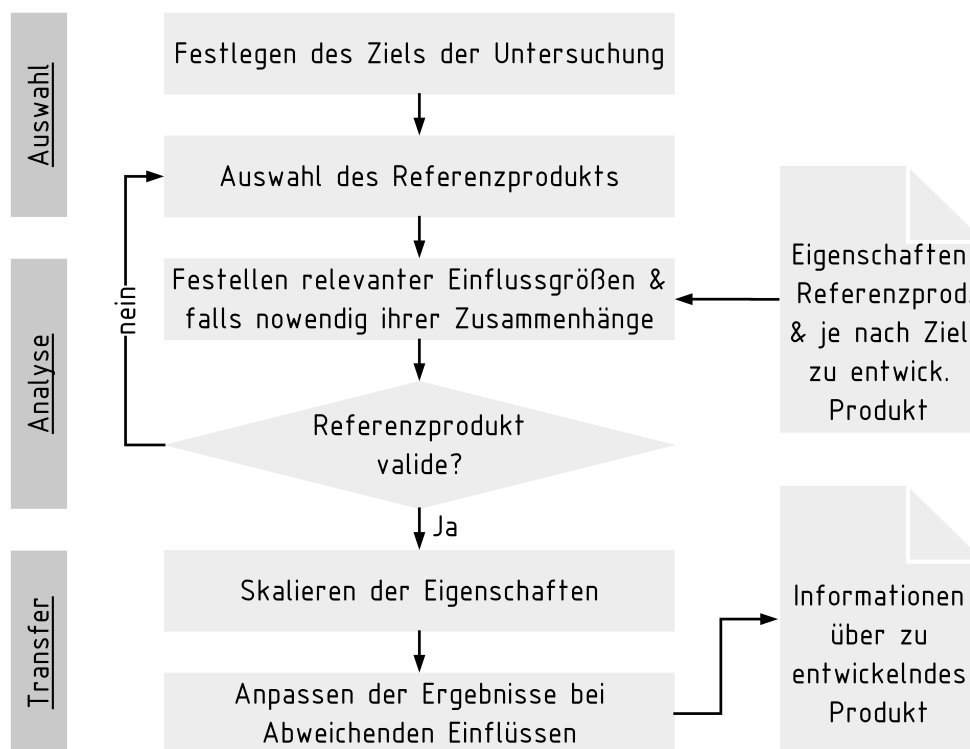 Auswahl
Festlegen des Ziels der Untersuchung
Auswahl des Referenzprodukts
Analyse
nein
Festellen relevanter Einflussgrößen &
falls nowendig ihrer Zusammenhänge
Eigenschaften
Referenzprod.
& je nach Ziel
zu entwick.
Produkt
Referenzprodukt
valide?
Ja
Transfer
Skalieren der Eigenschaften
Anpassen der Ergebnisse bei
Abweichenden Einflüssen
Informationen
über zu
entwickelndes
Produkt